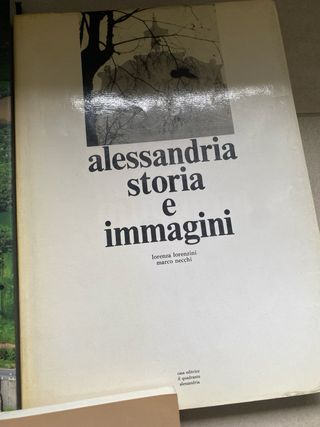 alessandria
storia
e
immagini
lorenza lorenzini
marco necchi
casa editrice
il quadrante
alessandria